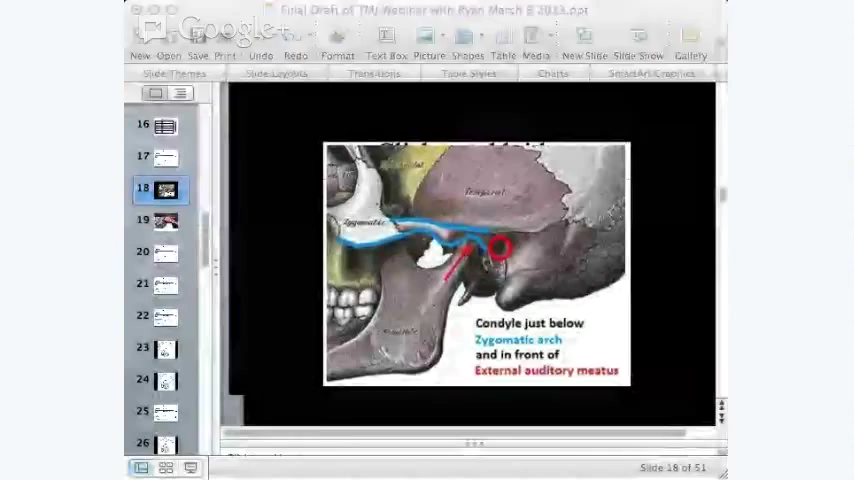 Final Draft of TMJ Webinar with Ryan March 8 2013.ppt
Google+
New Open Save Print Undo Redo Format Text Box Picture Shapes Table Media New Slide Slide Show Gallery
Slide Themes Slide Layouts Transitions Table Styles Charts SmartArt Graphics
16
17
18
19
20
21
22
23
24
25
26
Temporal
Zygomatic
Condyle just below
Zygomatic arch
and in front of
External auditory meatus
Slide 18 of 51